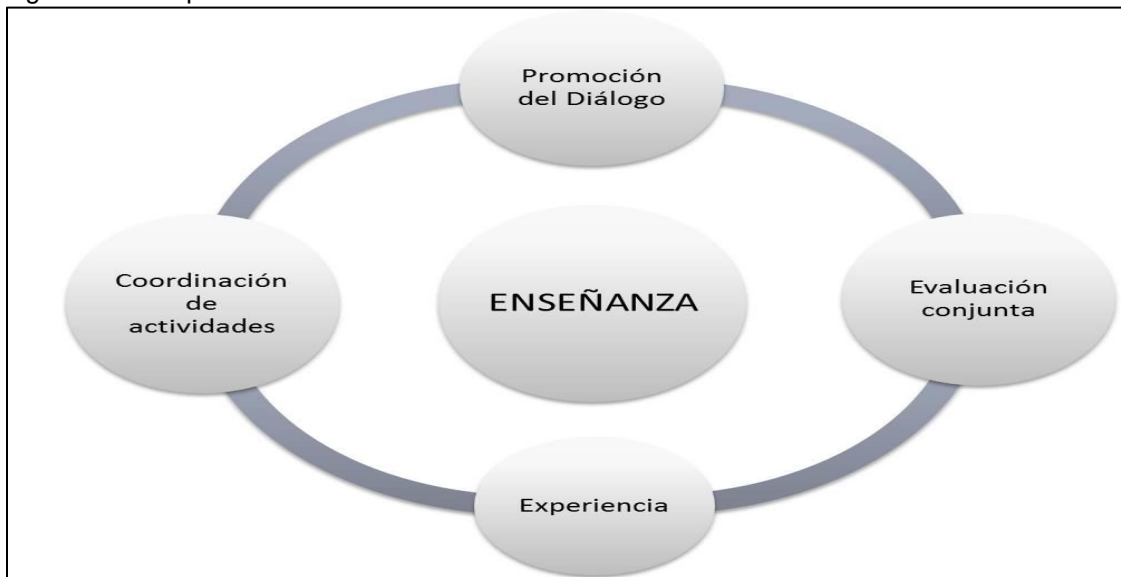 Promoción
del Diálogo
Coordinación
de
actividades
ENSEÑANZA
Evaluación
conjunta
Experiencia